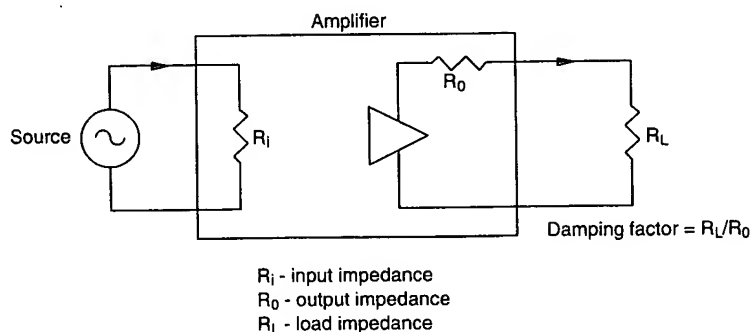 Amplifier
Source
Ri
R0
RL
Damping factor = RL/R0
Ri - input impedance
R0 - output impedance
RL - load impedance